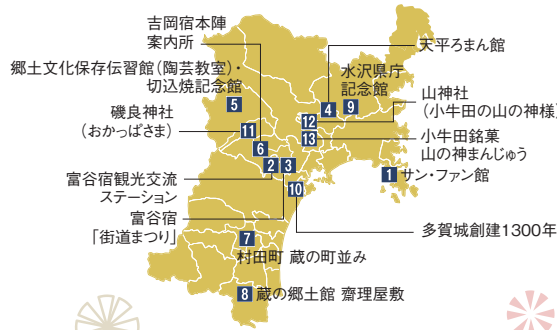 吉岡宿本陣
案内所
天平ろまん館
郷土文化保存伝習館(陶芸教室)・
切込焼記念館
水沢県庁
記念館
5
4
9
山神社
(小牛田の山の神様)
磯良神社
(おかっぱさま)
12
11
13
小牛田銘菓
山の神まんじゅう
6
2
3
1
サン・ファン館
富谷宿観光交流
ステーション
10
富谷宿
「街道まつり」
多賀城創建1300年
7
村田町 蔵の町並み
8
蔵の郷土館 齋理屋敷